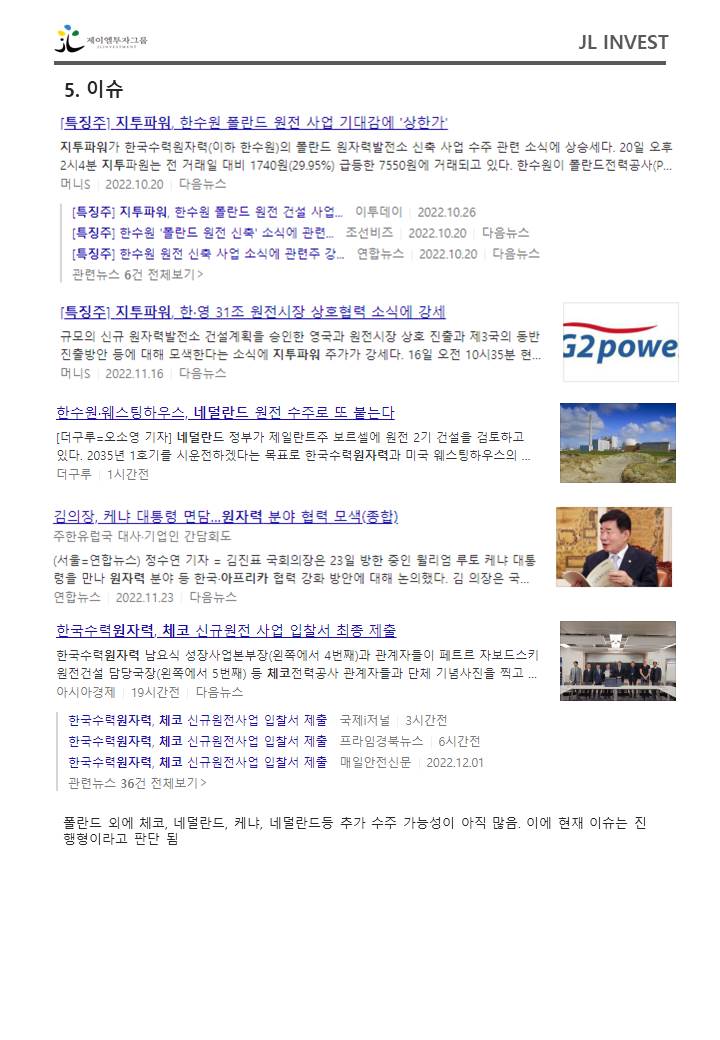 제이엘투자그룹
JL INVESTMENT
JL INVEST
5. 이슈
[특징주] 지투파워, 한수원 폴란드 원전 사업 기대감에 '상한가'
지투파워가 한국수력원자력(이하 한수원)의 폴란드 원자력발전소 신축 사업 수주 관련 소식에 상승세다. 20일 오후
2시4분 지투파원는 전 거래일 대비 1740원(29.95%) 급등한 7550원에 거래되고 있다. 한수원이 폴란드전력공사(P...
머니S | 2022.10.20 | 다음뉴스
[특징주] 지투파워, 한수원 폴란드 원전 건설 사업... 이투데이 | 2022.10.26
[특징주] 한수원 '폴란드 원전 신축' 소식에 관련... 조선비즈 | 2022.10.20 | 다음뉴스
[특징주] 한수원 원전 신축 사업 소식에 관련주 강... 연합뉴스 | 2022.10.20 | 다음뉴스
관련뉴스 6건 전체보기 >
[특징주] 지투파워, 한·영 31조 원전시장 상호협력 소식에 강세
규모의 신규 원자력발전소 건설계획을 승인한 영국과 원전시장 상호 진출과 제3국의 동반
진출방안 등에 대해 모색한다는 소식에 지투파워 주가가 강세다. 16일 오전 10시35분 현...
머니S | 2022.11.16 | 다음뉴스
G2powe
한수원·웨스팅하우스, 네덜란드 원전 수주로 또 붙는다
[더구루=오소영 기자] 네덜란드 정부가 제일란트주 보르셀에 원전 2기 건설을 검토하고
있다. 2035년 1호기를 시운전하겠다는 목표로 한국수력원자력과 미국 웨스팅하우스의 ...
더구루 | 1시간전
김의장, 케냐 대통령 면담...원자력 분야 협력 모색(종합)
주한유럽국 대사·기업인 간담회도
(서울=연합뉴스) 정수연 기자 = 김진표 국회의장은 23일 방한 중인 윌리엄 루토 케냐 대통
령을 만나 원자력 분야 등 한국·아프리카 협력 강화 방안에 대해 논의했다. 김 의장은 국...
연합뉴스 | 2022.11.23 | 다음뉴스
한국수력원자력, 체코 신규원전 사업 입찰서 최종 제출
한국수력원자력 남요식 성장사업본부장(왼쪽에서 4번째)과 관계자들이 페트르 자보드스키
원전건설 담당국장(왼쪽에서 5번째) 등 체코전력공사 관계자들과 단체 기념사진을 찍고 ...
아시아경제 | 19시간전 | 다음뉴스
한국수력원자력, 체코 신규원전사업 입찰서 제출 국제i저널 | 3시간전
한국수력원자력, 체코 신규원전사업 입찰서 제출 프라임경북뉴스 | 6시간전
한국수력원자력, 체코 신규원전사업 입찰서 제출 매일안전신문 | 2022.12.01
관련뉴스 36건 전체보기 >
폴란드 외에 체코, 네덜란드, 케냐, 네덜란드등 추가 수주 가능성이 아직 많음. 이에 현재 이슈는 진
행형이라고 판단 됨